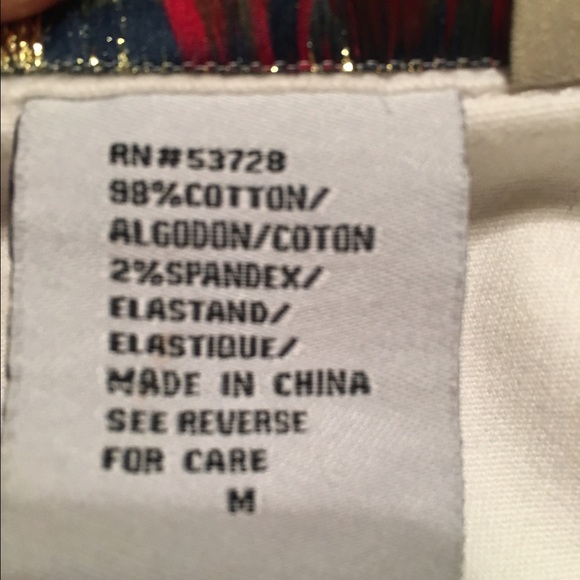 RN#53728
98%COTTON/
ALGODON/COTON
2%SPANDEX/
ELASTAND/
ELASTIQUE/
MADE IN CHINA
SEE REVERSE
FOR CARE
M